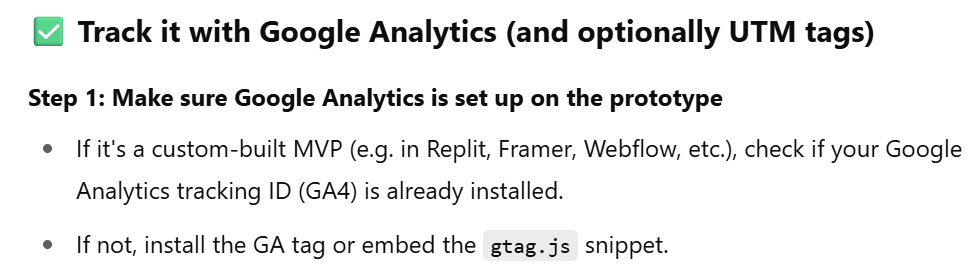 ✅ Track it with Google Analytics (and optionally UTM tags)
Step 1: Make sure Google Analytics is set up on the prototype
• If it's a custom-built MVP (e.g. in Replit, Framer, Webflow, etc.), check if your Google
Analytics tracking ID (GA4) is already installed.
• If not, install the GA tag or embed the gtag.js snippet.